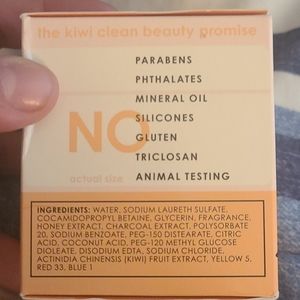 the kiwi clean beauty promise
NO
PARABENS
PHTHALATES
MINERAL OIL
SILICONES
GLUTEN
TRICLOSAN
ANIMAL TESTING
actual size
INGREDIENTS: WATER, SODIUM LAURETH SULFATE,
COCAMIDOPROPYL BETAINE, GLYCERIN, FRAGRANCE,
HONEY EXTRACT, CHARCOAL EXTRACT, POLYSORBATE
20, SODIUM BENZOATE, PEG-150 DISTEARATE, CITRIC
ACID, COCONUT ACID, PEG-120 METHYL GLUCOSE
DIOLEATE, DISODIUM EDTA, SODIUM CHLORIDE,
ACTINIDIA CHINENSIS (KIWI) FRUIT EXTRACT, YELLOW 5,
RED 33, BLUE 1